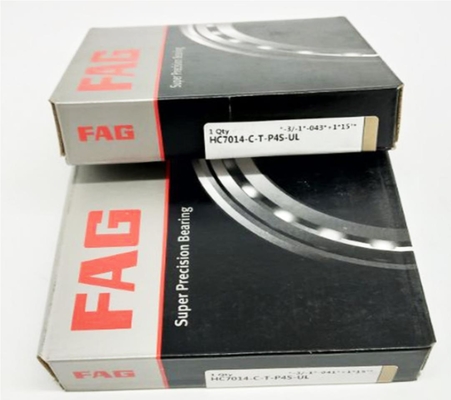 FAG
Super Precision Bearing
FAG
1 Qty
HC7014-C-T-P4S-UL
FAG
Super Precision Bearing
FAG
1 Qty
HC7014-C-T-P4S-UL